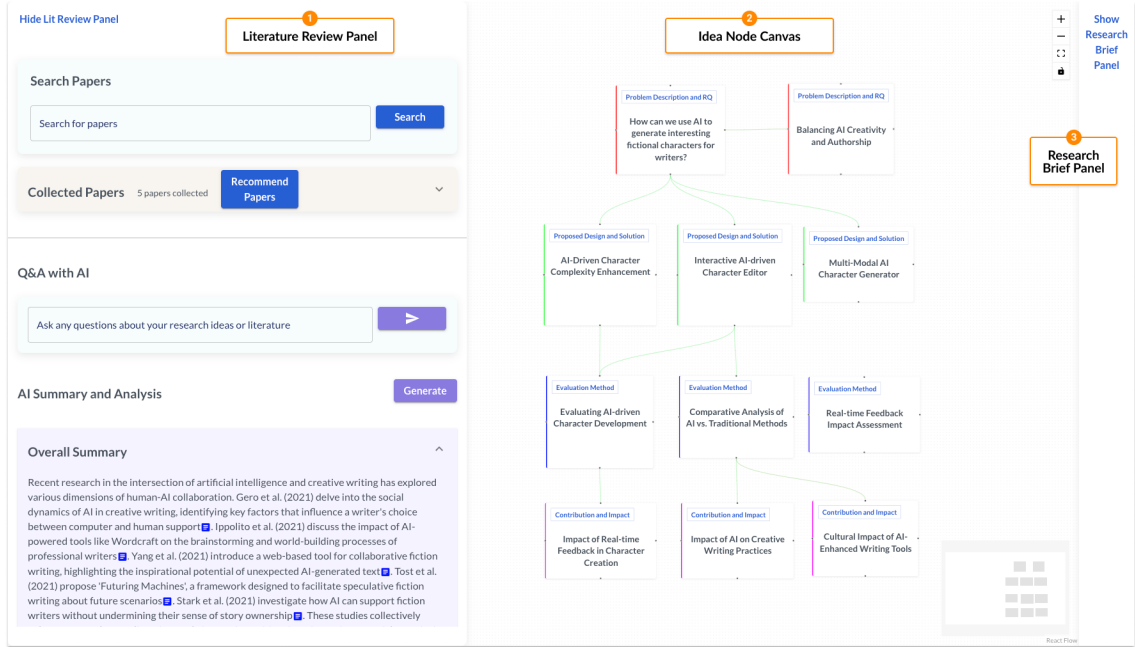 Hide Lit Review Panel
1
Literature Review Panel
Search Papers
Search for papers
Search
Collected Papers
5 papers collected
Recommend
Papers
Q&A with AI
Ask any questions about your research ideas or literature
AI Summary and Analysis
Generate
Overall Summary
Recent research in the intersection of artificial intelligence and creative writing has explored
various dimensions of human-AI collaboration. Gero et al. (2021) delve into the social
dynamics of AI in creative writing, identifying key factors that influence a writer's choice
between computer and human support. Ippolito et al. (2021) discuss the impact of AI-
powered tools like Wordcraft on the brainstorming and world-building processes of
professional writers. Yang et al. (2021) introduce a web-based tool for collaborative fiction
writing, highlighting the inspirational potential of unexpected AI-generated text. Tost et al.
(2021) propose 'Futuring Machines', a framework designed to facilitate speculative fiction
writing about future scenarios. Stark et al. (2021) investigate how AI can support fiction
writers without undermining their sense of story ownership. These studies collectively
2
Idea Node Canvas
Problem Description and RQ
How can we use AI to
generate interesting
fictional characters for
writers?
Problem Description and RQ
Balancing AI Creativity
and Authorship
Proposed Design and Solution
AI-Driven Character
Complexity Enhancement
Proposed Design and Solution
Interactive AI-driven
Character Editor
Proposed Design and Solution
Multi-Modal AI
Character Generator
Evaluation Method
Evaluating AI-driven
Character Development
Evaluation Method
Comparative Analysis of
AI vs. Traditional Methods
Evaluation Method
Real-time Feedback
Impact Assessment
Contribution and Impact
Impact of Real-time
Feedback in Character
Creation
Contribution and Impact
Impact of AI on Creative
Writing Practices
Contribution and Impact
Cultural Impact of AI-
Enhanced Writing Tools
React Flow
Show
Research
Brief
Panel
3
Research
Brief Panel